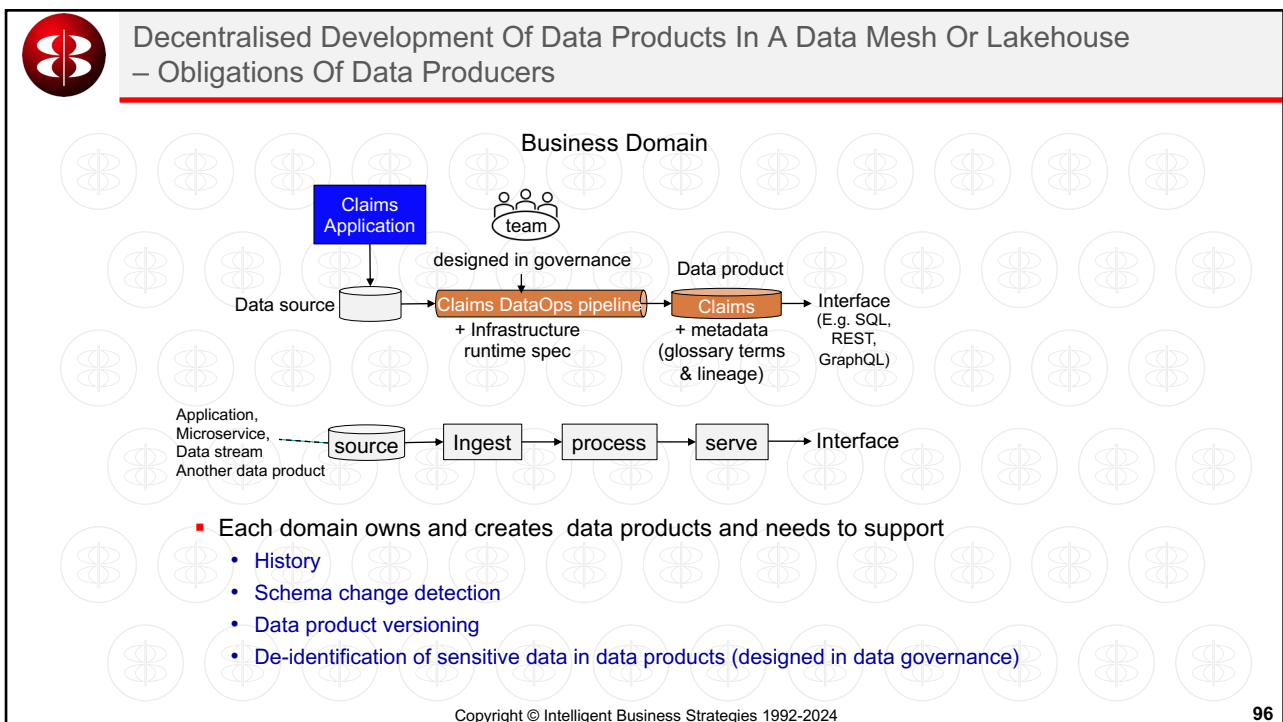 Decentralised Development Of Data Products In A Data Mesh Or Lakehouse
– Obligations Of Data Producers
Business Domain
Claims
Application
team
designed in governance
Data product
Data source
Claims DataOps pipeline
Claims
Interface
(E.g. SQL,
REST,
GraphQL)
+ Infrastructure
runtime spec
+ metadata
(glossary terms
& lineage)
Application,
Microservice,
Data stream
Another data product
source
Ingest
process
serve
Interface
▪ Each domain owns and creates data products and needs to support
• History
• Schema change detection
• Data product versioning
• De-identification of sensitive data in data products (designed in data governance)
Copyright © Intelligent Business Strategies 1992-2024
96